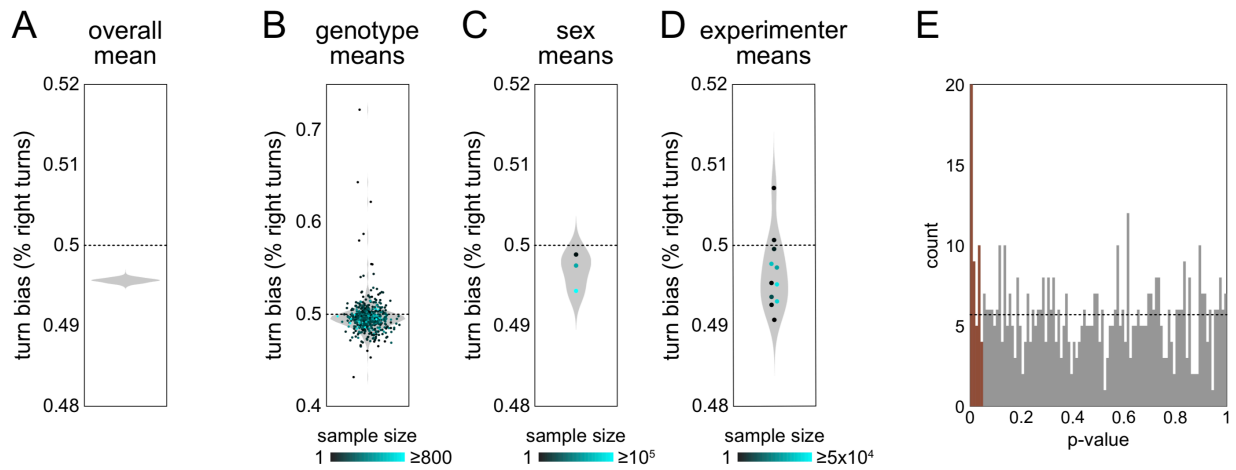 A
overall
mean
turn bias (% right turns)
0.52
0.51
0.5
0.49
0.48
B
genotype
means
turn bias (% right turns)
0.7
0.6
0.5
0.4
sample size
1 ≥800
C
sex
means
turn bias (% right turns)
0.52
0.51
0.5
0.49
0.48
sample size
1 ≥10⁵
D
experimenter
means
turn bias (% right turns)
0.52
0.51
0.5
0.49
0.48
sample size
1 ≥5x10⁴
E
count
20
15
10
5
0
0 0.2 0.4 0.6 0.8 1
p-value